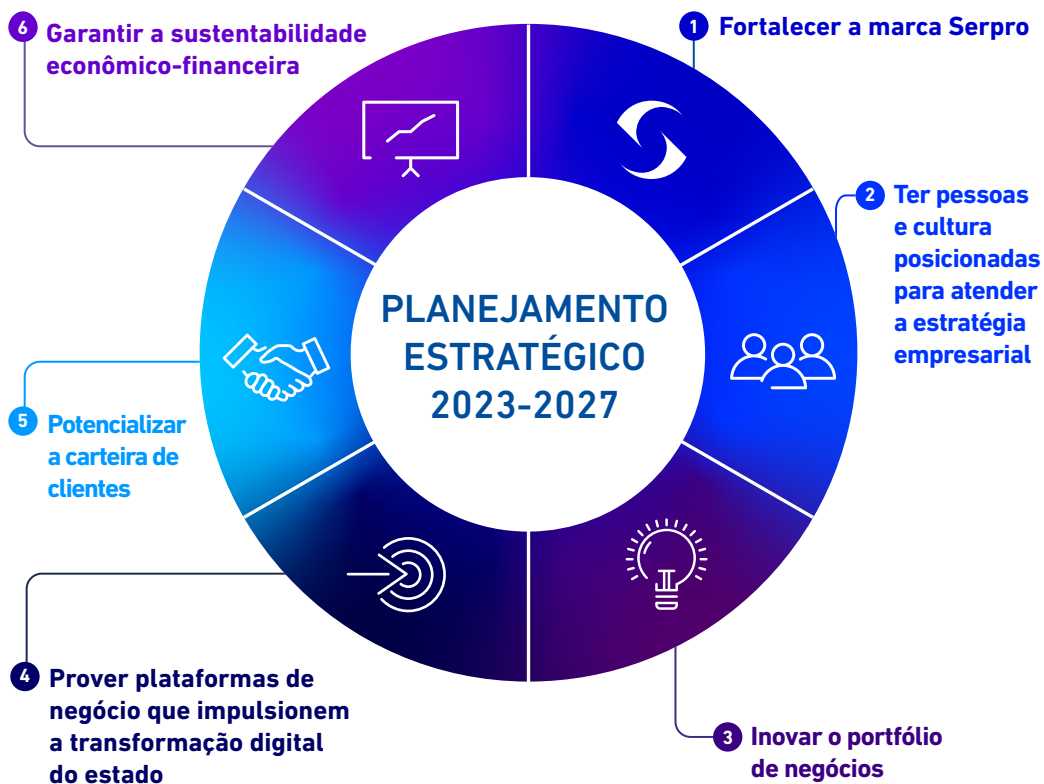 PLANEJAMENTO
ESTRATÉGICO
2023-2027
1 Fortalecer a marca Serpro
2 Ter pessoas
e cultura
posicionadas
para atender
a estratégia
empresarial
3 Inovar o portfólio
de negócios
4 Prover plataformas de
negócio que impulsionem
a transformação digital
do estado
5 Potencializar
a carteira de
clientes
6 Garantir a sustentabilidade
econômico-financeira